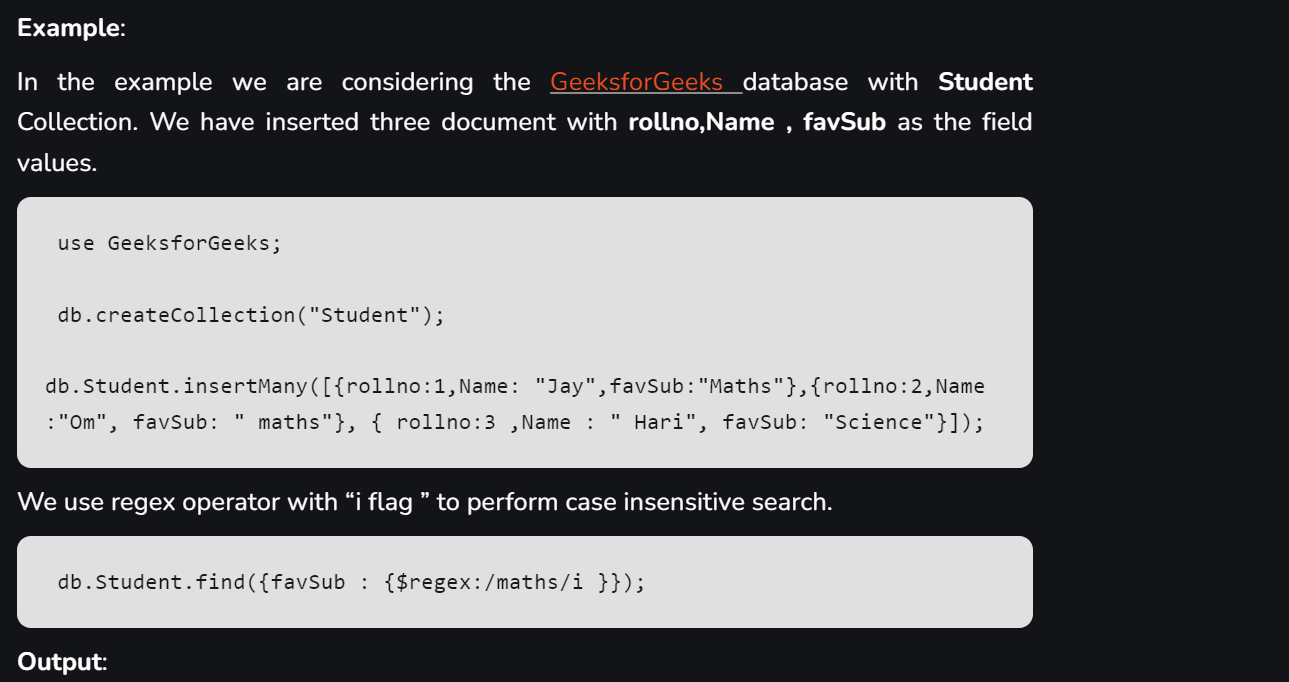 Example:
In the example we are considering the GeeksforGeeks database with Student
Collection. We have inserted three document with rollno,Name , favSub as the field
values.
use GeeksforGeeks;
db.createCollection("Student");
db.Student.insertMany([{rollno:1,Name: "Jay",favSub:"Maths"},{rollno:2,Name
:"Om", favSub: " maths"}, { rollno:3 ,Name : " Hari", favSub: "Science"}]);
We use regex operator with “i flag ” to perform case insensitive search.
db.Student.find({favSub : {$regex:/maths/i }});
Output: